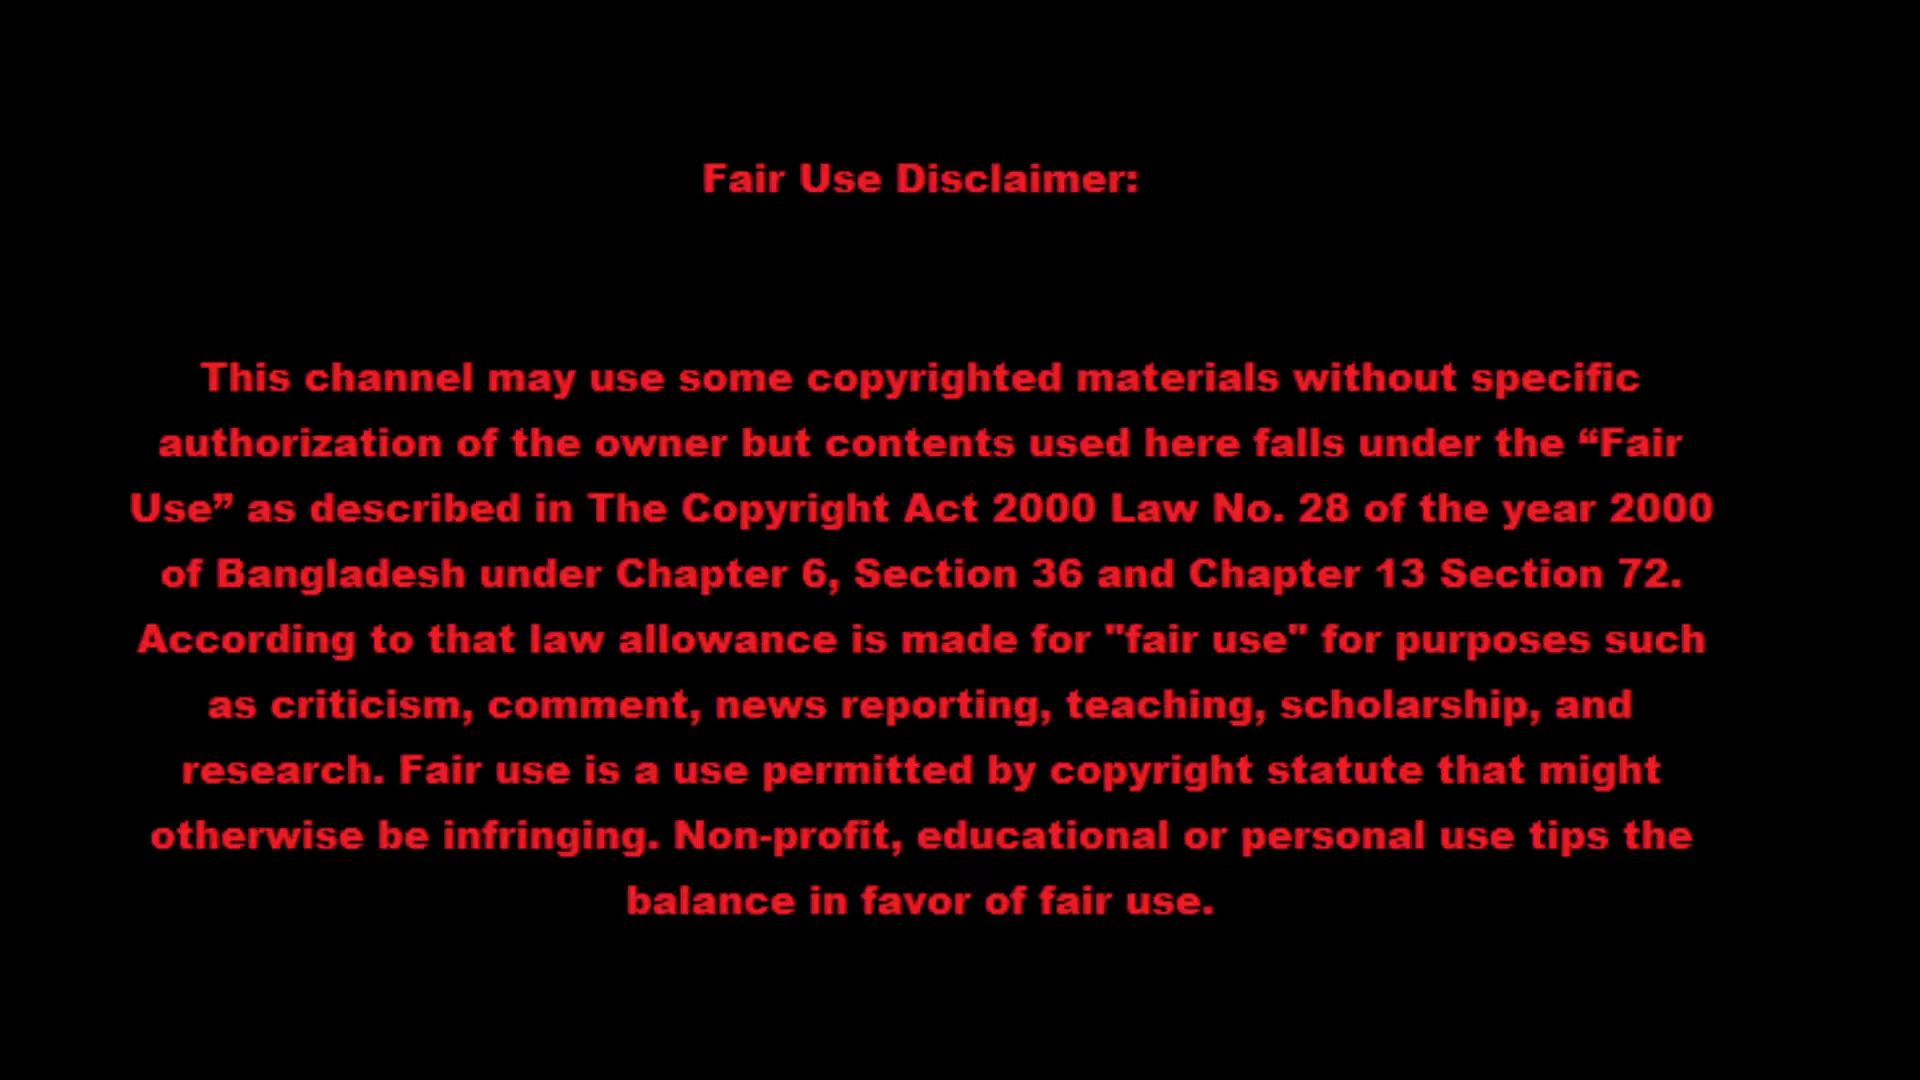 Fair Use Disclaimer:
This channel may use some copyrighted materials without specific
authorization of the owner but contents used here falls under the “Fair
Use” as described in The Copyright Act 2000 Law No. 28 of the year 2000
of Bangladesh under Chapter 6, Section 36 and Chapter 13 Section 72.
According to that law allowance is made for "fair use" for purposes such
as criticism, comment, news reporting, teaching, scholarship, and
research. Fair use is a use permitted by copyright statute that might
otherwise be infringing. Non-profit, educational or personal use tips the
balance in favor of fair use.